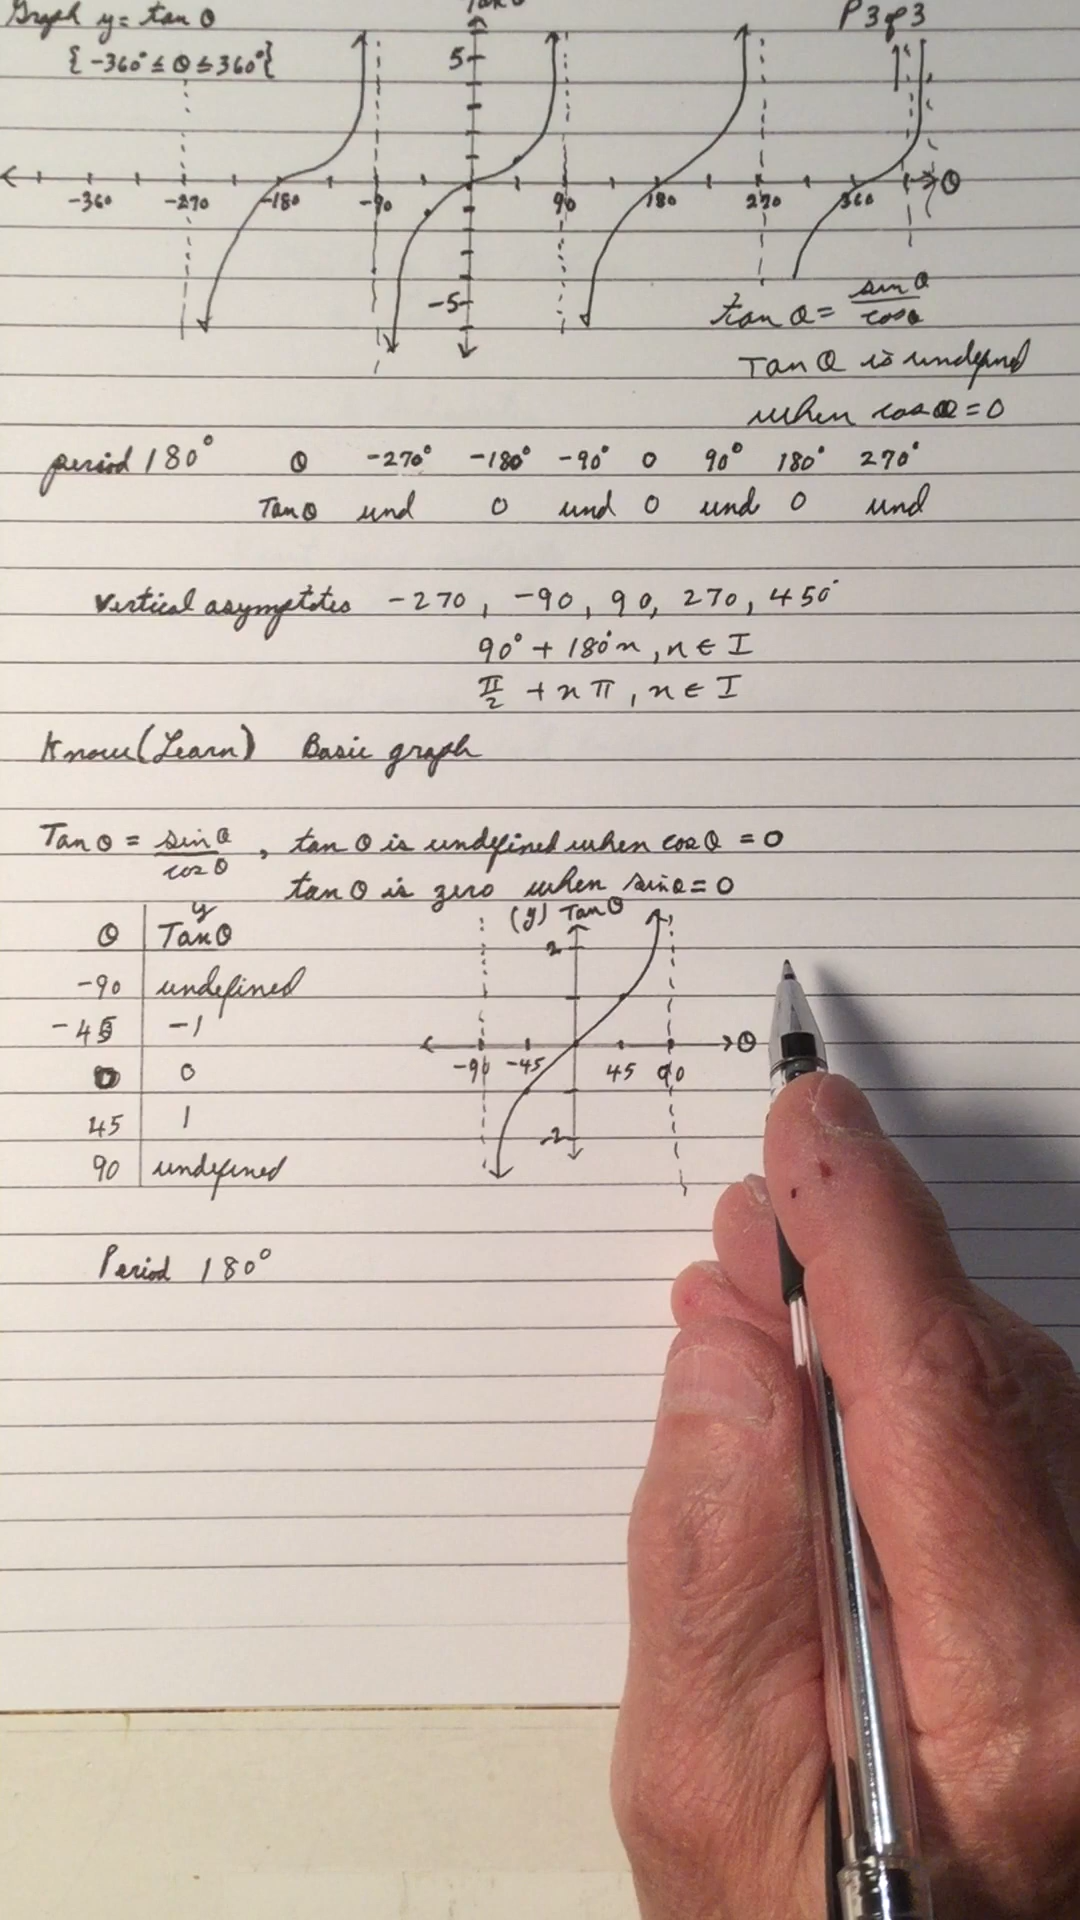 Graph y = tan θ
P 3 of 3
Tan θ
{ -360° ≤ θ ≤ 360° }
5
-360 -270 -180 -90 90 180 270 360 θ
-5
tan θ = sin θ / cos θ
Tan θ is undefined
when cos θ = 0
period 180° θ -270° -180° -90° 0 90° 180° 270°
Tan θ und 0 und 0 und 0 und
Vertical asymptotes -270, -90, 90, 270, 450°
90° + 180°n, n ∈ I
π/2 + n π, n ∈ I
Know (Learn) Basic graph
Tan θ = sin θ / cos θ, tan θ is undefined when cos θ = 0
tan θ is zero when sin θ = 0
y
θ Tan θ
-90 undefined
-45 -1
0 0
45 1
90 undefined
(y) Tan θ
2
-90 -45 45 90 θ
-2
Period 180°